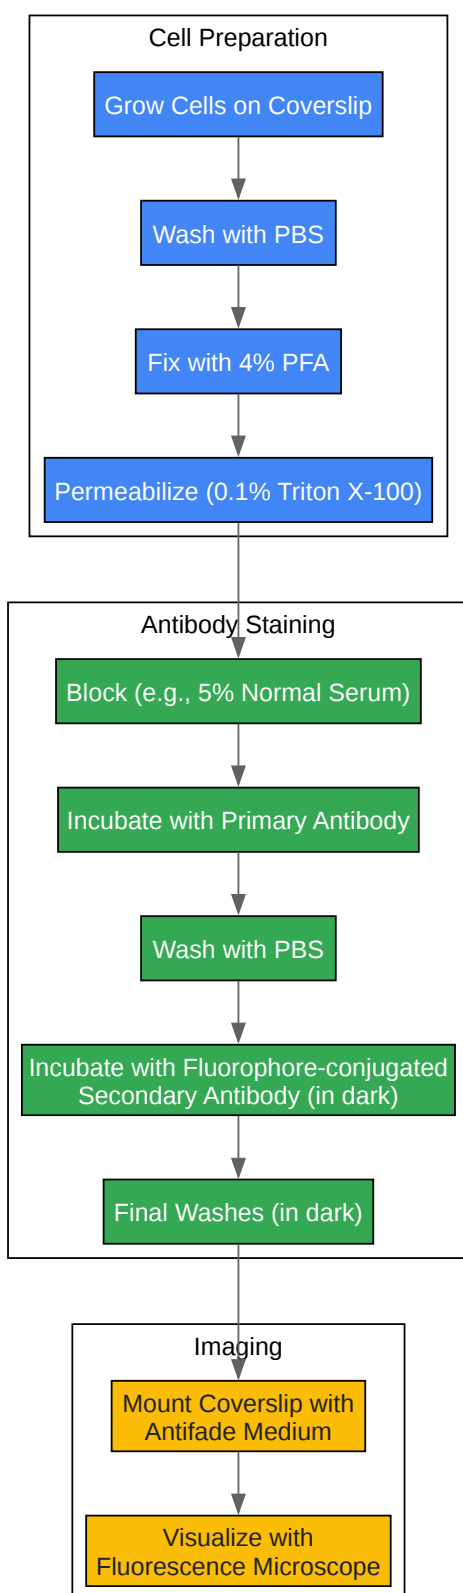 Cell Preparation
Grow Cells on Coverslip
Wash with PBS
Fix with 4% PFA
Permeabilize (0.1% Triton X-100)
Antibody Staining
Block (e.g., 5% Normal Serum)
Incubate with Primary Antibody
Wash with PBS
Incubate with Fluorophore-conjugated
Secondary Antibody (in dark)
Final Washes (in dark)
Imaging
Mount Coverslip with
Antifade Medium
Visualize with
Fluorescence Microscope